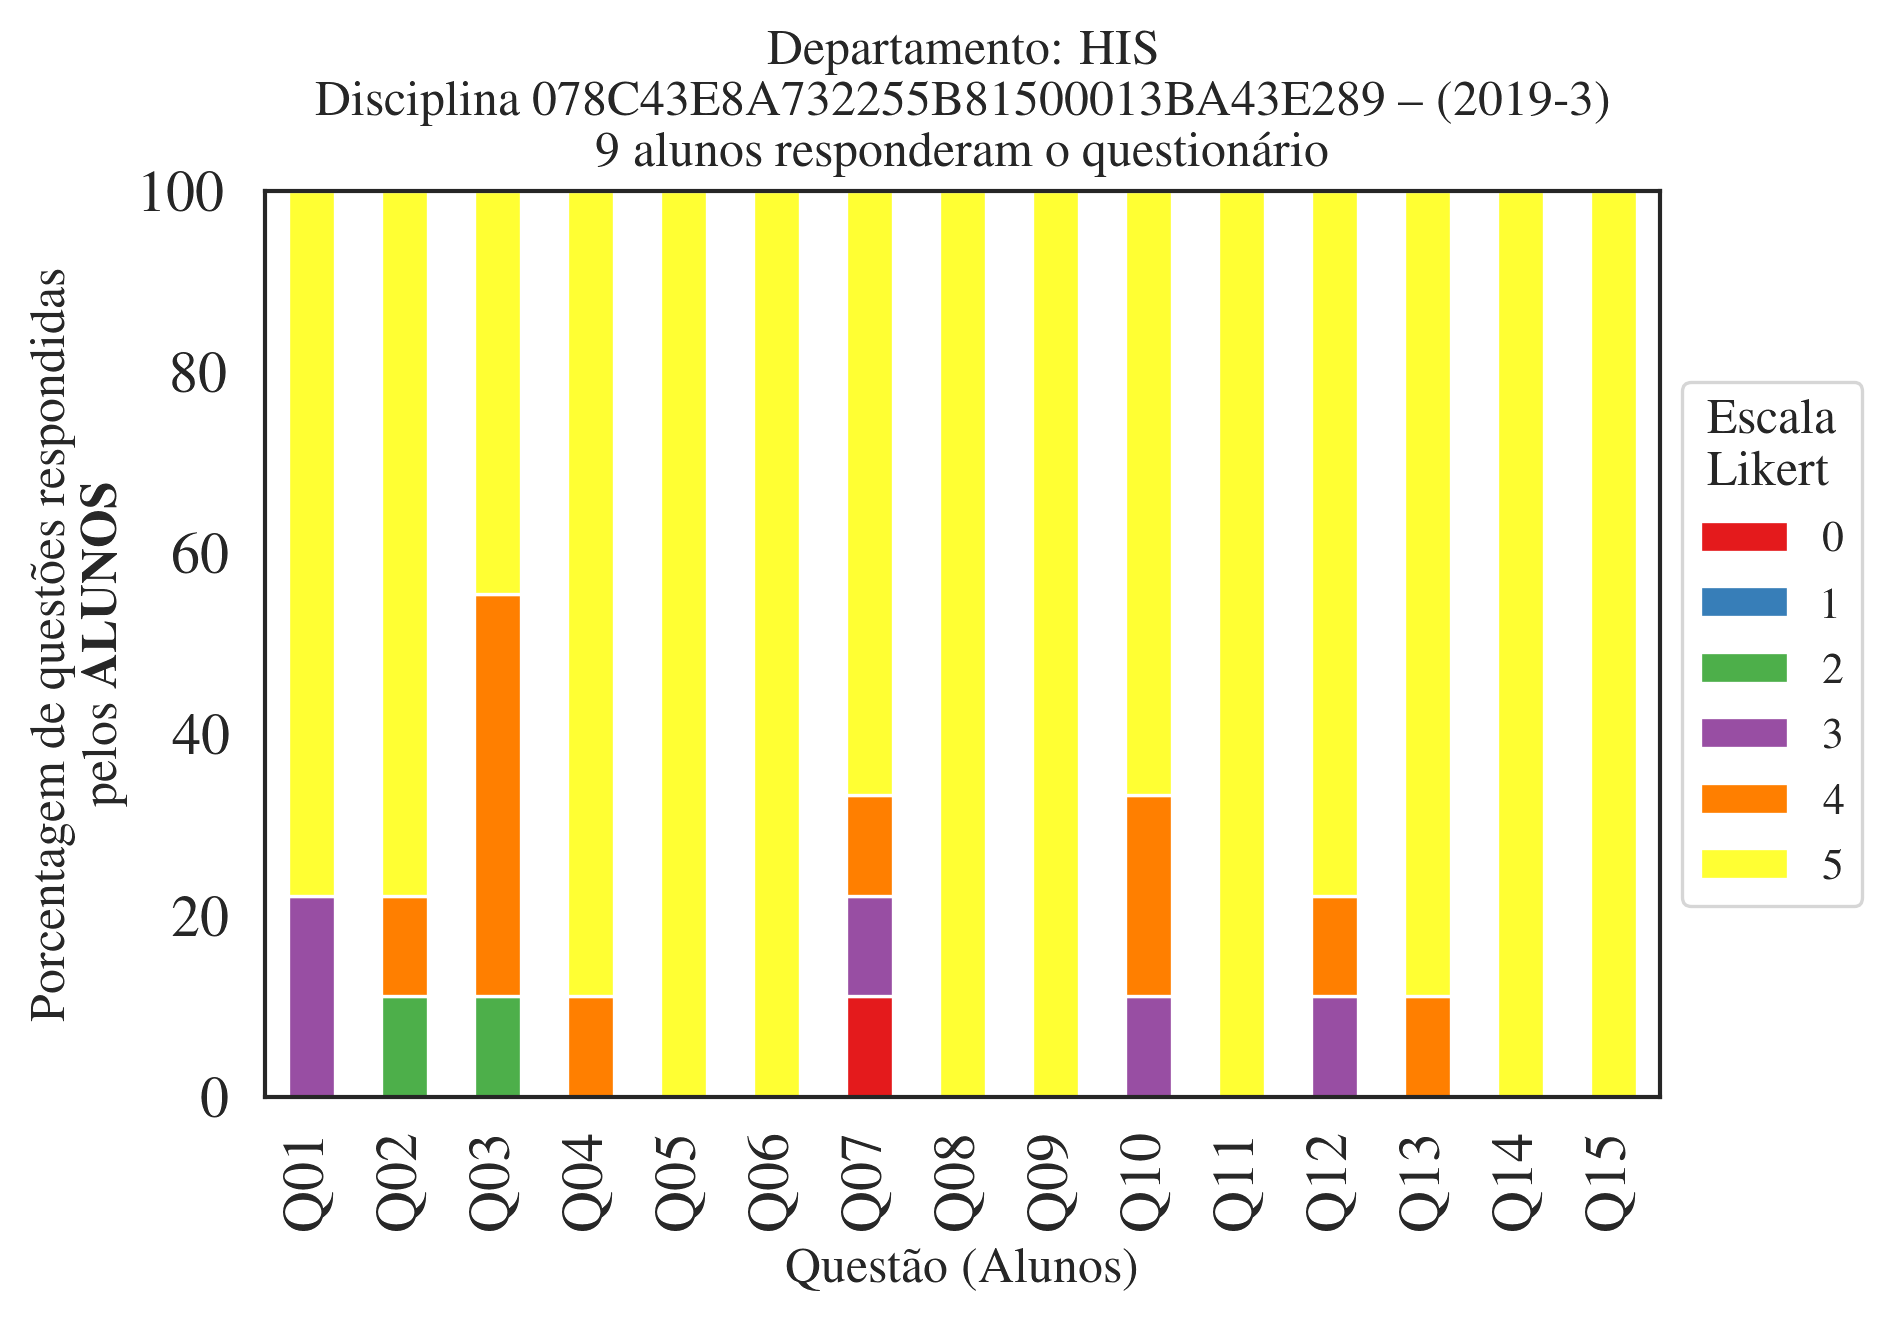 Departamento: HIS
Disciplina 078C43E8A732255B81500013BA43E289 – (2019-3)
9 alunos responderam o questionário
Porcentagem de questões respondidas
pelos ALUNOS
100
80
60
40
20
0
Q01
Q02
Q03
Q04
Q05
Q06
Q07
Q08
Q09
Q10
Q11
Q12
Q13
Q14
Q15
Questão (Alunos)
Escala
Likert
0
1
2
3
4
5